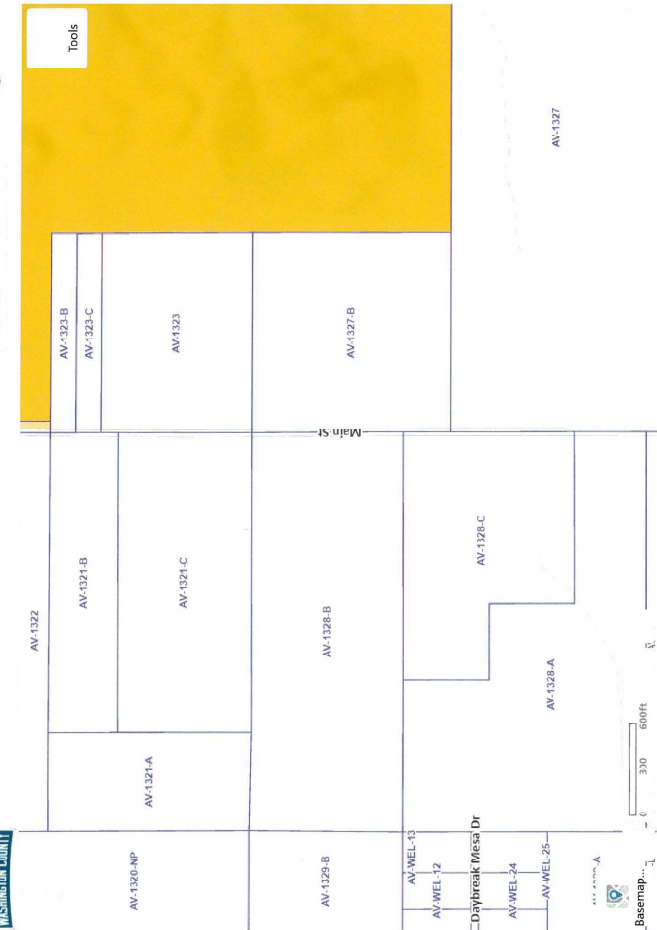 WASHINGTON COUNTY
Tools
AV-1320-NP
AV-1321-A
AV-1322
AV-1321-B
AV-1321-C
AV-1323-B
AV-1323-C
AV-1323
AV-1327-B
AV-1327
Main St
AV-1329-B
AV-1328-B
AV-1328-C
AV-1328-A
AV-WEL-13
AV-WEL-12
Daybreak Mesa Dr
AV-WEL-24
AV-WEL-25
0 300 600ft
Basemap...